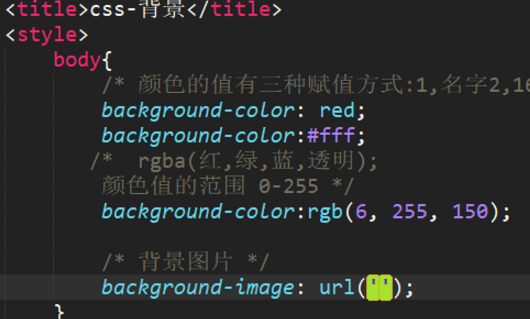 <title>css-背景</title>
<style>
body{
/* 颜色的值有三种赋值方式:1,名字2,16
background-color: red;
background-color:#fff;
/* rgba(红,绿,蓝,透明);
颜色值的范围 0-255 */
background-color:rgb(6, 255, 150);
/* 背景图片 */
background-image: url('');
}